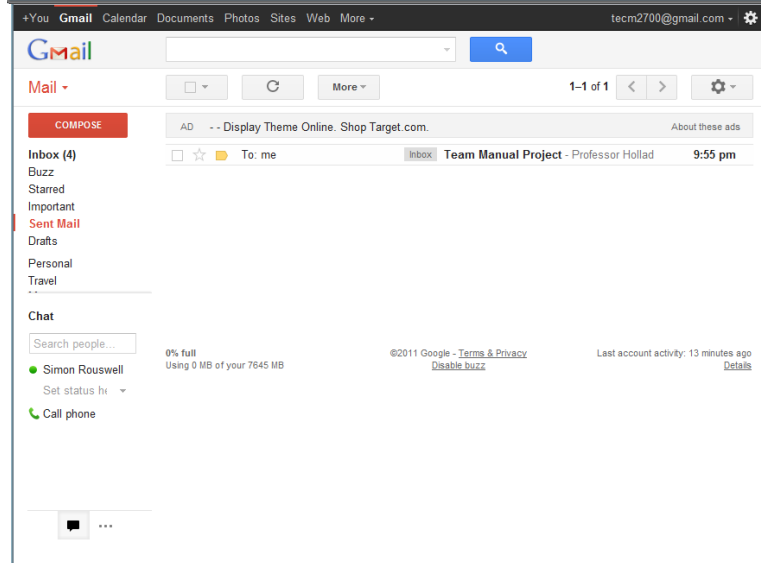 +You Gmail Calendar Documents Photos Sites Web More tecm2700@gmail.com
Gmail
Mail More 1–1 of 1
COMPOSE AD - - Display Theme Online. Shop Target.com. About these ads
Inbox (4) To: me Inbox Team Manual Project - Professor Hollad 9:55 pm
Buzz
Starred
Important
Sent Mail
Drafts
Personal
Travel
Chat
Search people...
Simon Rouswell
Set status
Call phone
0% full
Using 0 MB of your 7645 MB
©2011 Google - Terms & Privacy
Disable buzz
Last account activity: 13 minutes ago
Details